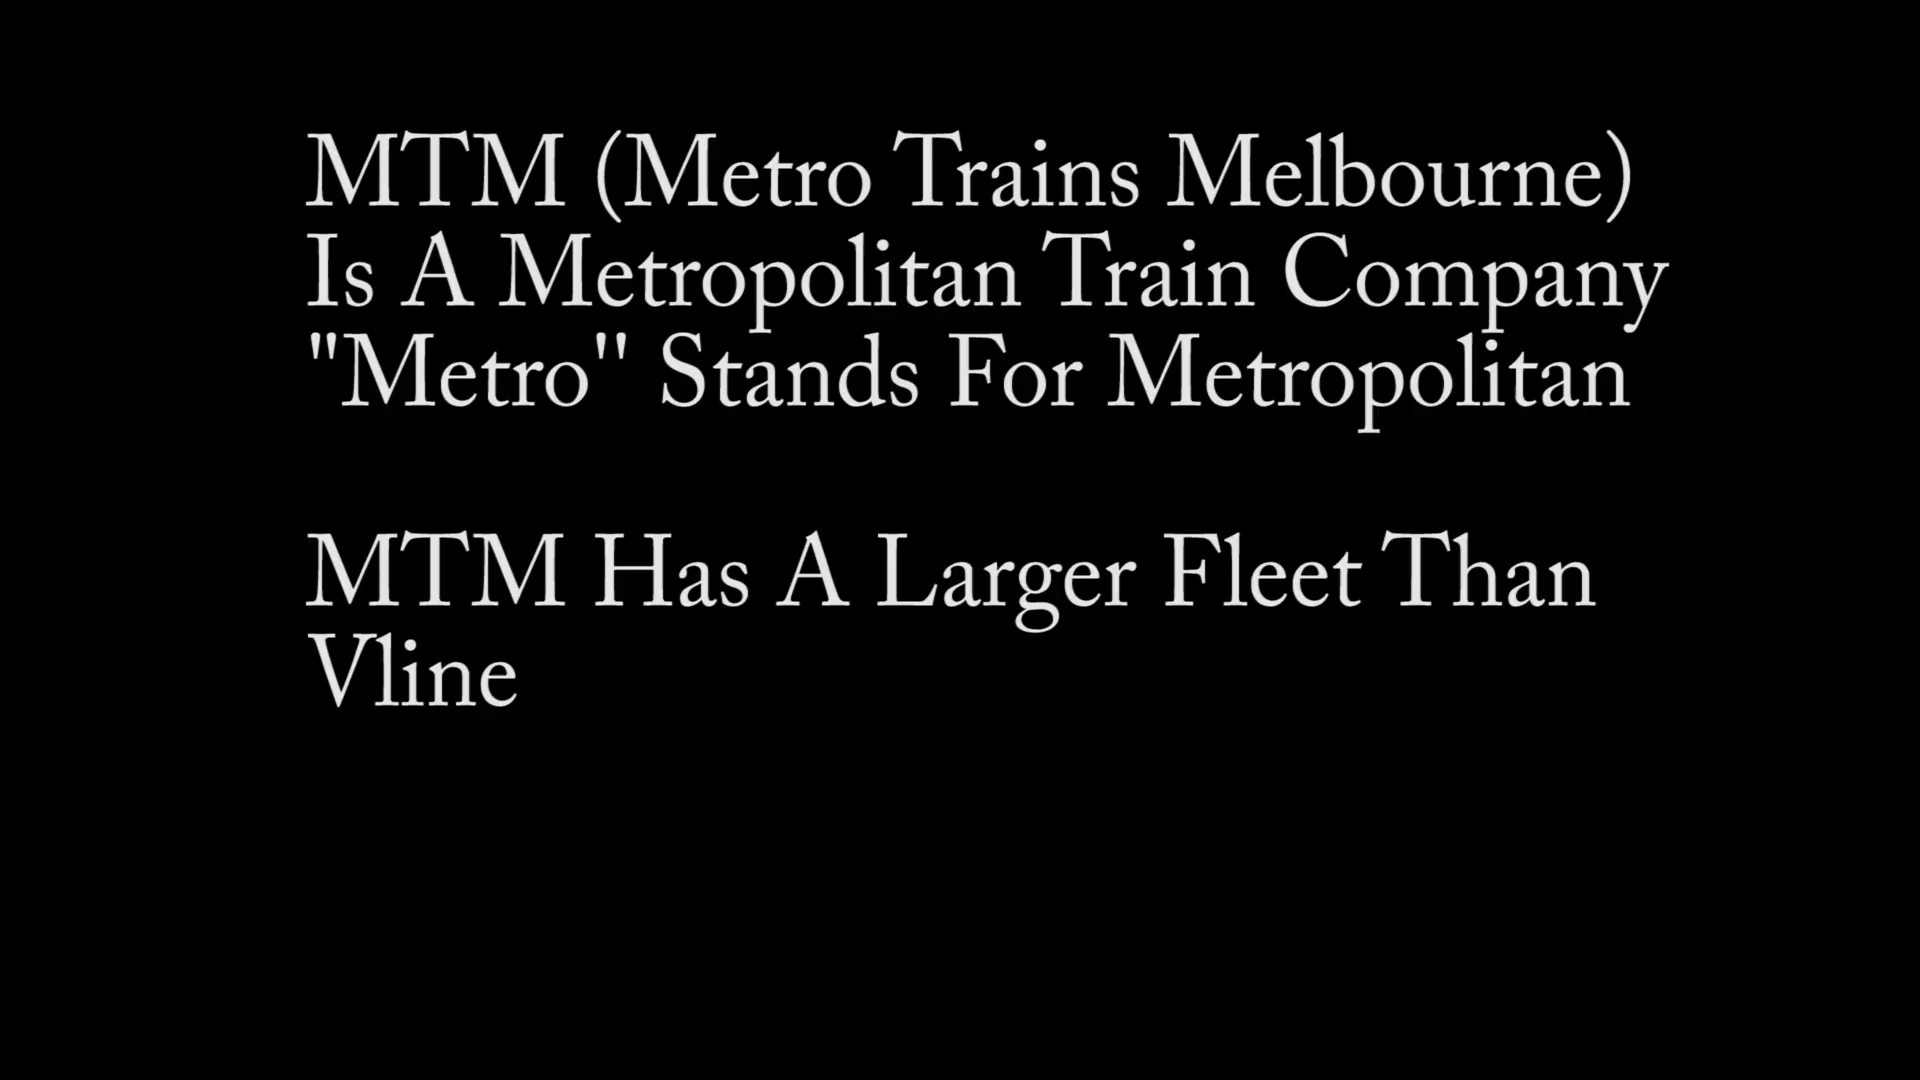 MTM (Metro Trains Melbourne)
Is A Metropolitan Train Company
"Metro" Stands For Metropolitan
MTM Has A Larger Fleet Than
Vline